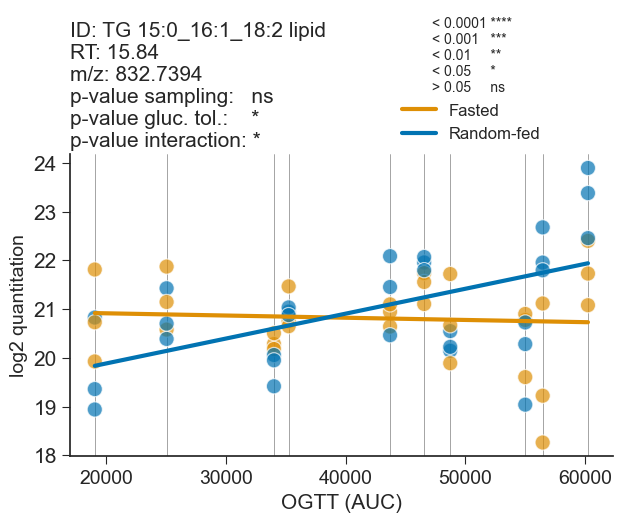 ID: TG 15:0_16:1_18:2 lipid
RT: 15.84
m/z: 832.7394
p-value sampling: ns
p-value gluc. tol.: *
p-value interaction: *
< 0.0001 ****
< 0.001 ***
< 0.01 **
< 0.05 *
> 0.05 ns
Fasted
Random-fed
24
23
22
21
20
19
18
log2 quantitation
20000 30000 40000 50000 60000
OGTT (AUC)